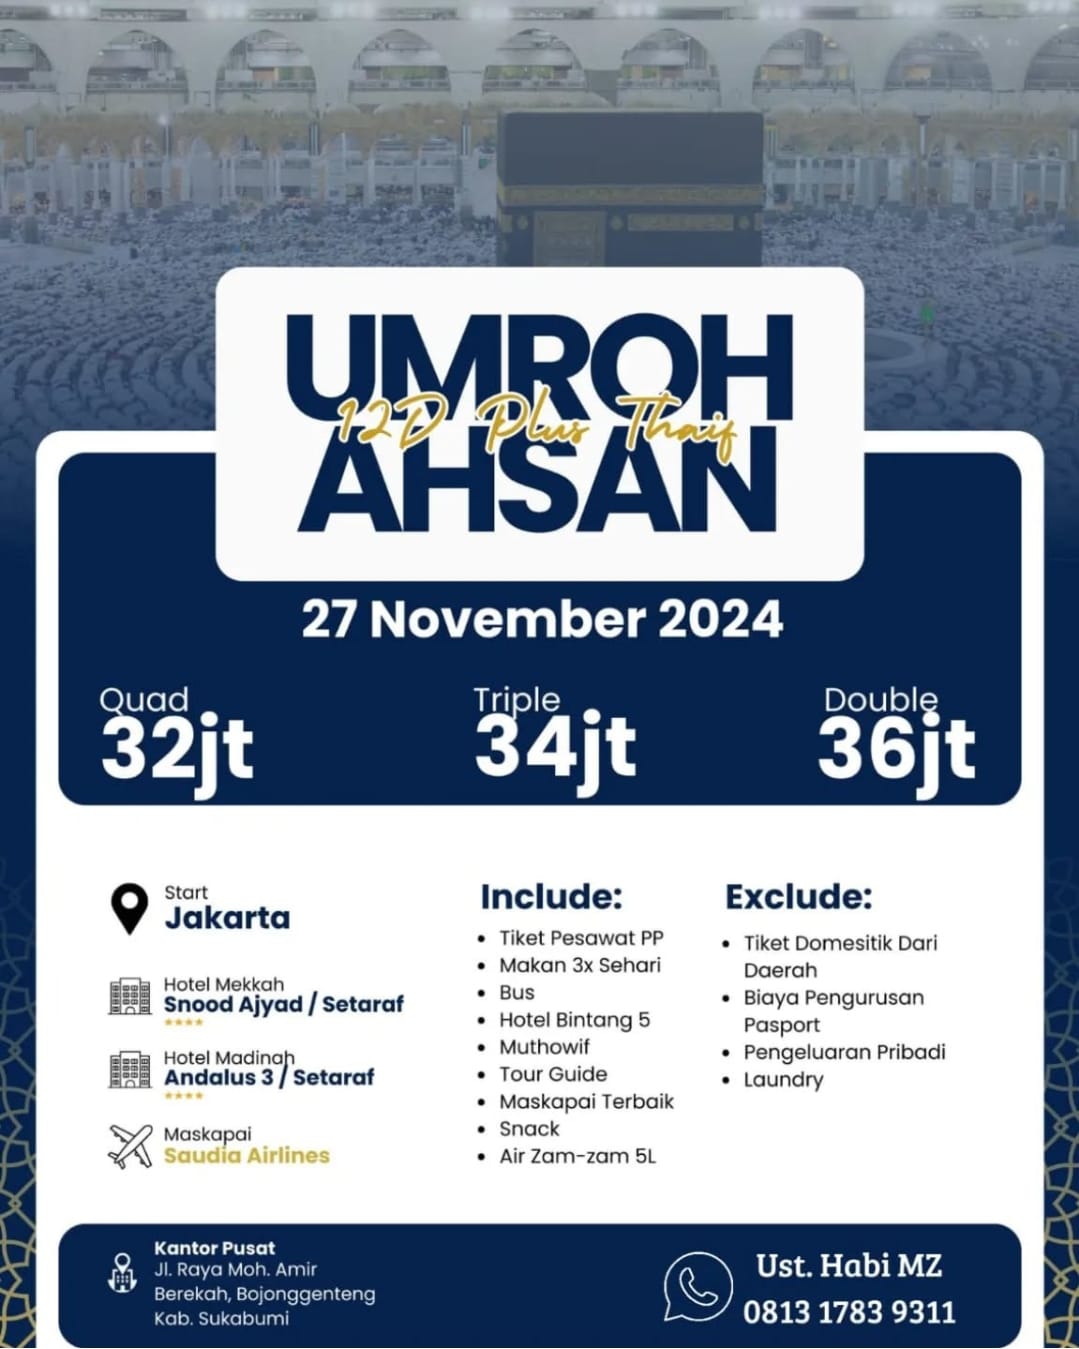 UMROH
12D Plus Thaif
AHSAN
27 November 2024
Quad
32jt
Triple
34jt
Double
36jt
Start
Jakarta
Hotel Mekkah
Snood Ajyad / Setaraf
Hotel Madinah
Andalus 3 / Setaraf
Maskapai
Saudia Airlines
Include:
• Tiket Pesawat PP
• Makan 3x Sehari
• Bus
• Hotel Bintang 5
• Muthowif
• Tour Guide
• Maskapai Terbaik
• Snack
• Air Zam-zam 5L
Exclude:
• Tiket Domesitik Dari
Daerah
• Biaya Pengurusan
Pasport
• Pengeluaran Pribadi
• Laundry
Kantor Pusat
Jl. Raya Moh. Amir
Berekah, Bojonggenteng
Kab. Sukabumi
Ust. Habi MZ
0813 1783 9311